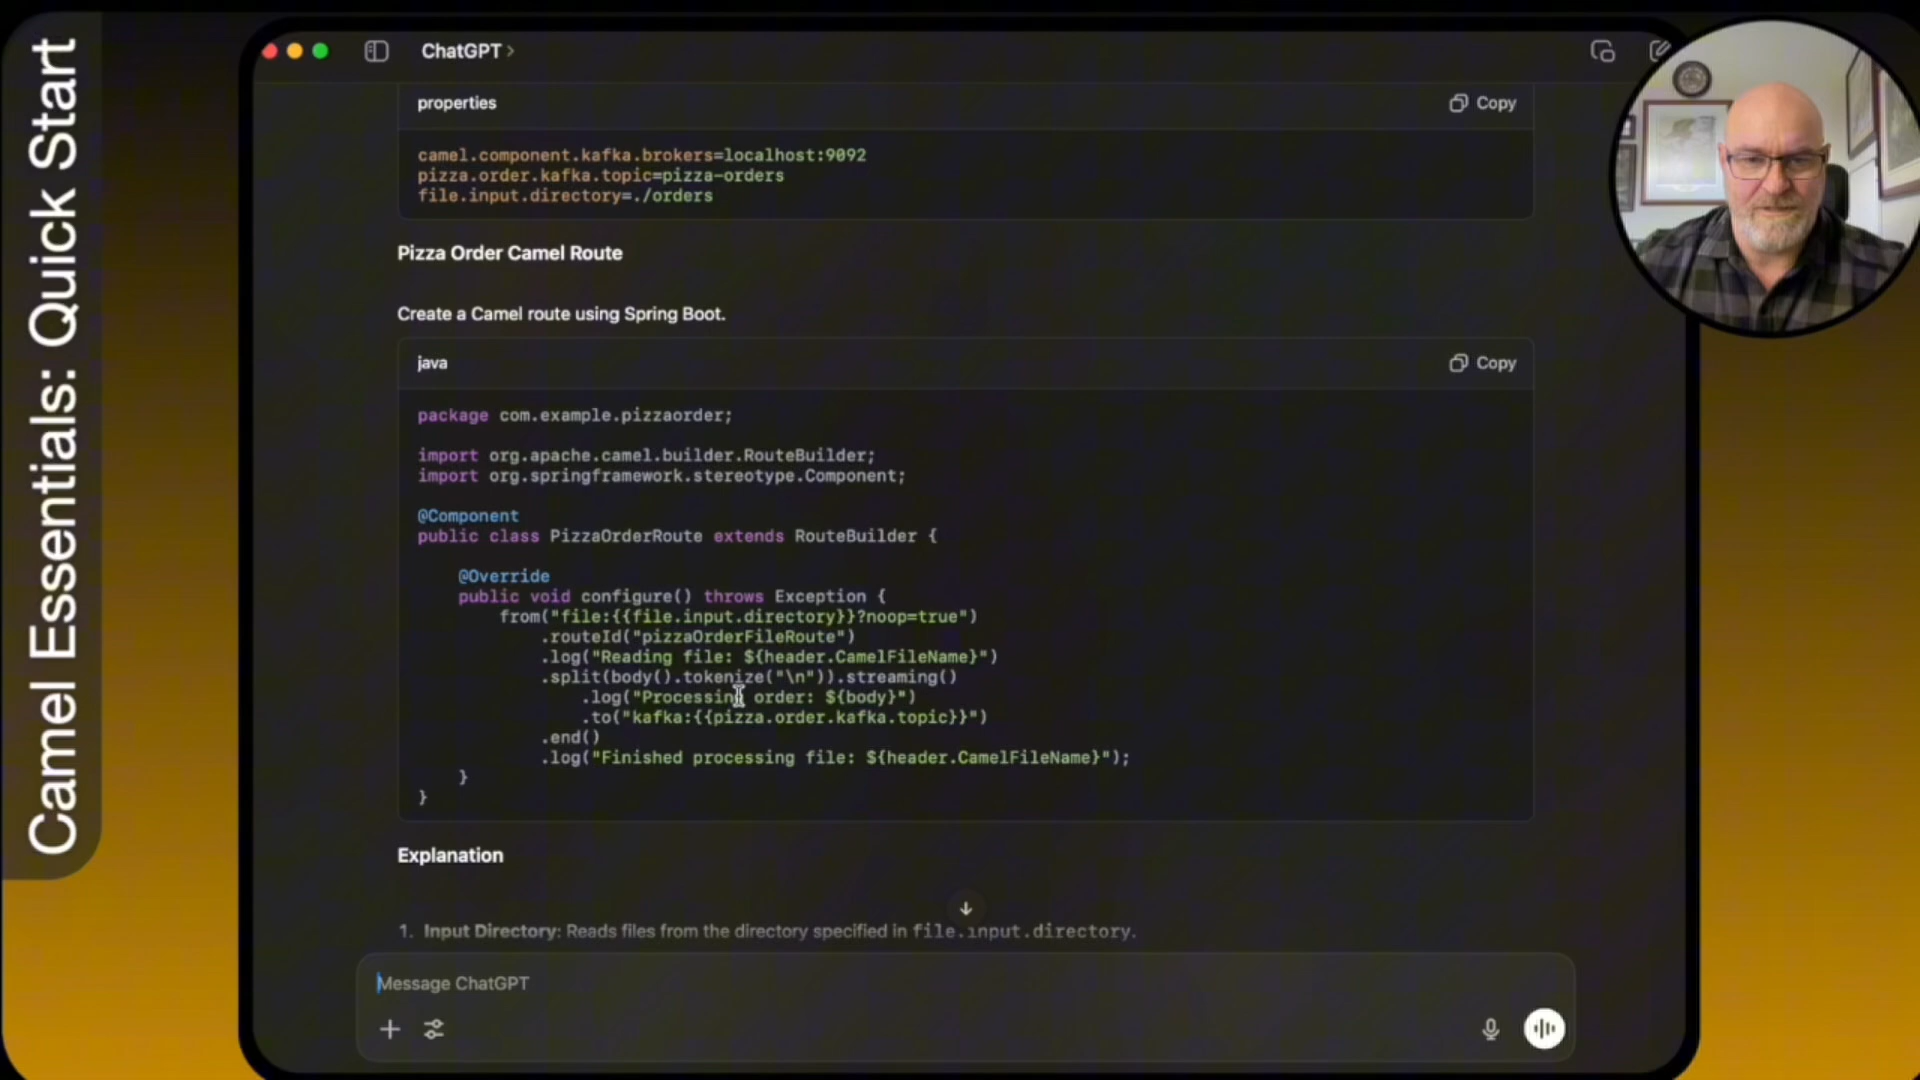 Camel Essentials: Quick Start
ChatGPT >
properties
Copy
camel.component.kafka.brokers=localhost:9092
pizza.order.kafka.topic=pizza-orders
file.input.directory=./orders
Pizza Order Camel Route
Create a Camel route using Spring Boot.
java
Copy
package com.example.pizzaorder;
import org.apache.camel.builder.RouteBuilder;
import org.springframework.stereotype.Component;
@Component
public class PizzaOrderRoute extends RouteBuilder {
@Override
public void configure() throws Exception {
from("file:{{file.input.directory}}?noop=true")
.routeId("pizzaOrderFileRoute")
.log("Reading file: ${header.CamelFileName}")
.split(body().tokenize("\n")).streaming()
.log("Processing order: ${body}")
.to("kafka:{{pizza.order.kafka.topic}}")
.end()
.log("Finished processing file: ${header.CamelFileName}");
}
}
Explanation
1. Input Directory: Reads files from the directory specified in file.input.directory.
Message ChatGPT